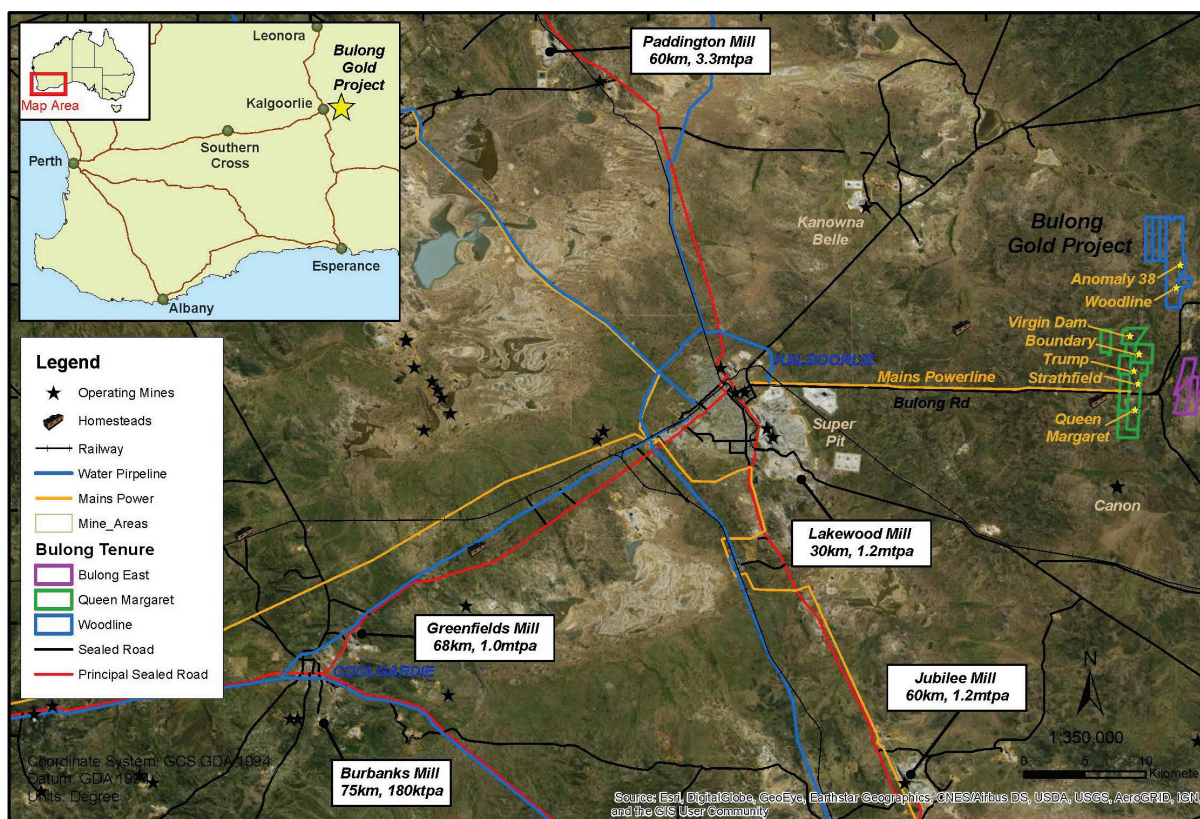 Map Area
Leonora
Bulong
Gold
Project
Kalgoorlie
Southern
Cross
Perth
Esperance
Albany
Paddington Mill
60km, 3.3mtpa
Kanowna
Belle
Bulong
Gold Project
Anomaly 38
Woodline
Virgin Dam
Boundary
Trump
Strathfield
Queen
Margaret
KALGOORLIE
Mains Powerline
Bulong Rd
Super
Pit
Canon
Lakewood Mill
30km, 1.2mtpa
Legend
Operating Mines
Homesteads
Railway
Water Pirpeline
Mains Power
Mine_Areas
Bulong Tenure
Bulong East
Queen Margaret
Woodline
Sealed Road
Principal Sealed Road
Greenfields Mill
68km, 1.0mtpa
COOLGARDIE
Jubilee Mill
60km, 1.2mtpa
Burbanks Mill
75km, 180ktpa
N
1:350,000
0 5 10
Kilomete
Coordinate System: GCS GDA 1994
Datum: GDA 1994
Units: Degree
Source: Esri, DigitalGlobe, GeoEye, Earthstar Geographics, CNES/Airbus DS, USDA, USGS, AeroGRID, IGN,
and the GIS User Community